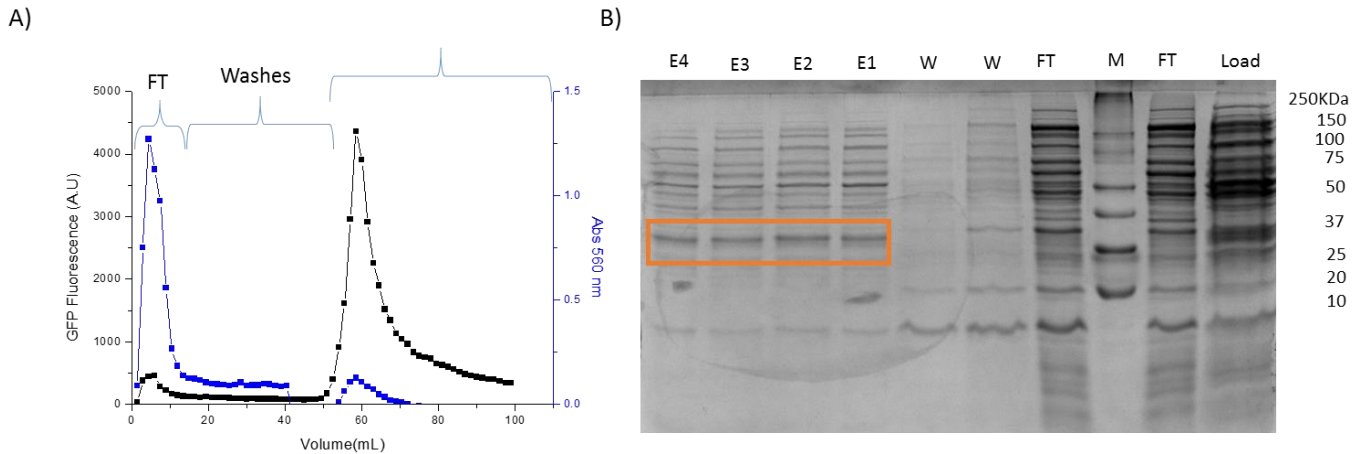 A)
B)
FT
Washes
5000
4000
3000
2000
1000
0
GFP Fluorescence (A.U)
1.5
1.0
0.5
0.0
Abs 560 nm
0
20
40
60
80
100
Volume(mL)
E4 E3 E2 E1 W W FT M FT Load
250KDa
150
100
75
50
37
25
20
10